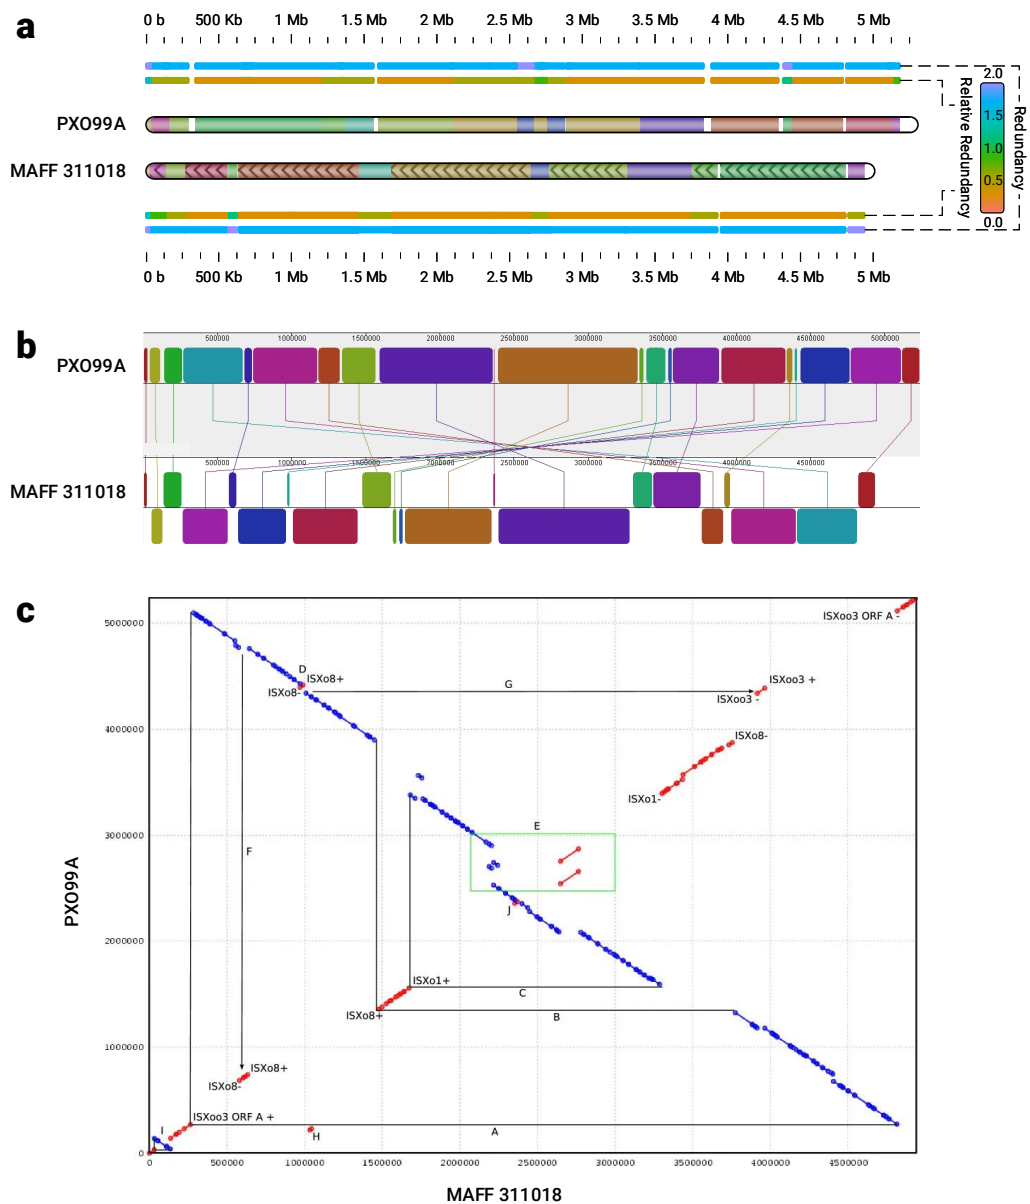 a
0 b 500 Kb 1 Mb 1.5 Mb 2 Mb 2.5 Mb 3 Mb 3.5 Mb 4 Mb 4.5 Mb 5 Mb
PXO99A
MAFF 311018
0 b 500 Kb 1 Mb 1.5 Mb 2 Mb 2.5 Mb 3 Mb 3.5 Mb 4 Mb 4.5 Mb 5 Mb
Relative Redundancy
2.0
1.5
1.0
0.5
0.0
Redundancy
b
500000 1000000 1500000 2000000 2500000 3000000 3500000 4000000 4500000 5000000
PXO99A
500000 1000000 1500000 2000000 2500000 3000000 3500000 4000000 4500000
MAFF 311018
c
PXO99A
5000000
4000000
3000000
2000000
1000000
0
ISXoo3 ORF A -
D
ISXo8+
ISXo8-
G
ISXoo3 +
ISXoo3 -
ISXo8-
ISXo1-
E
F
J
ISXo1+
C
ISXo8+
B
ISXo8+
ISXo8-
ISXoo3 ORF A +
I
H
A
0 500000 1000000 1500000 2000000 2500000 3000000 3500000 4000000 4500000
MAFF 311018